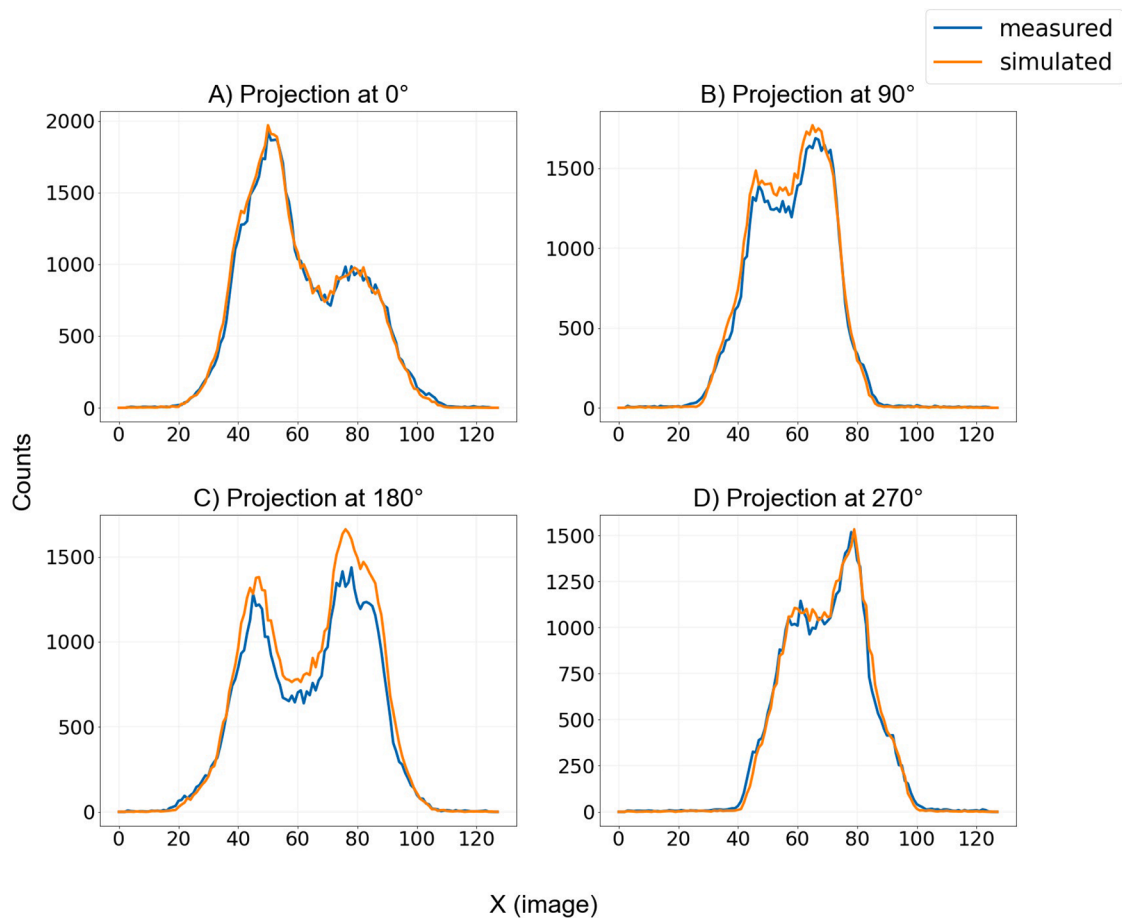 measured
simulated
A) Projection at 0°
2000
1500
1000
500
0
0 20 40 60 80 100 120
B) Projection at 90°
1500
1000
500
0
0 20 40 60 80 100 120
Counts
C) Projection at 180°
1500
1000
500
0
0 20 40 60 80 100 120
D) Projection at 270°
1500
1250
1000
750
500
250
0
0 20 40 60 80 100 120
X (image)